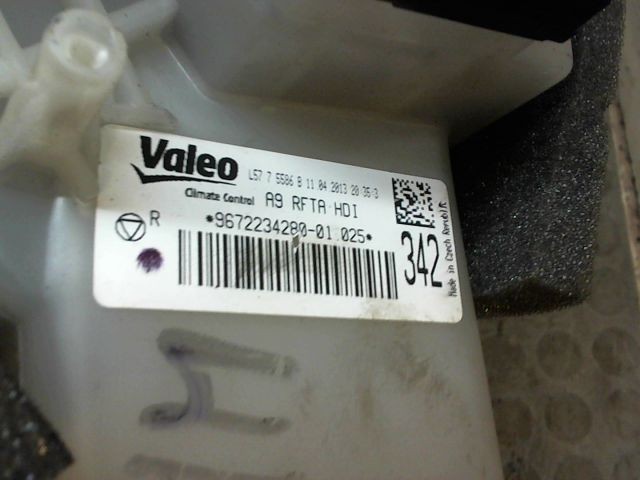 Valeo L57 7 5586 B 11 04 2013 20:35-3
Climate Control A9 RFTA HDI
R *9672234280-01.025*
342
Made in Czech Republic